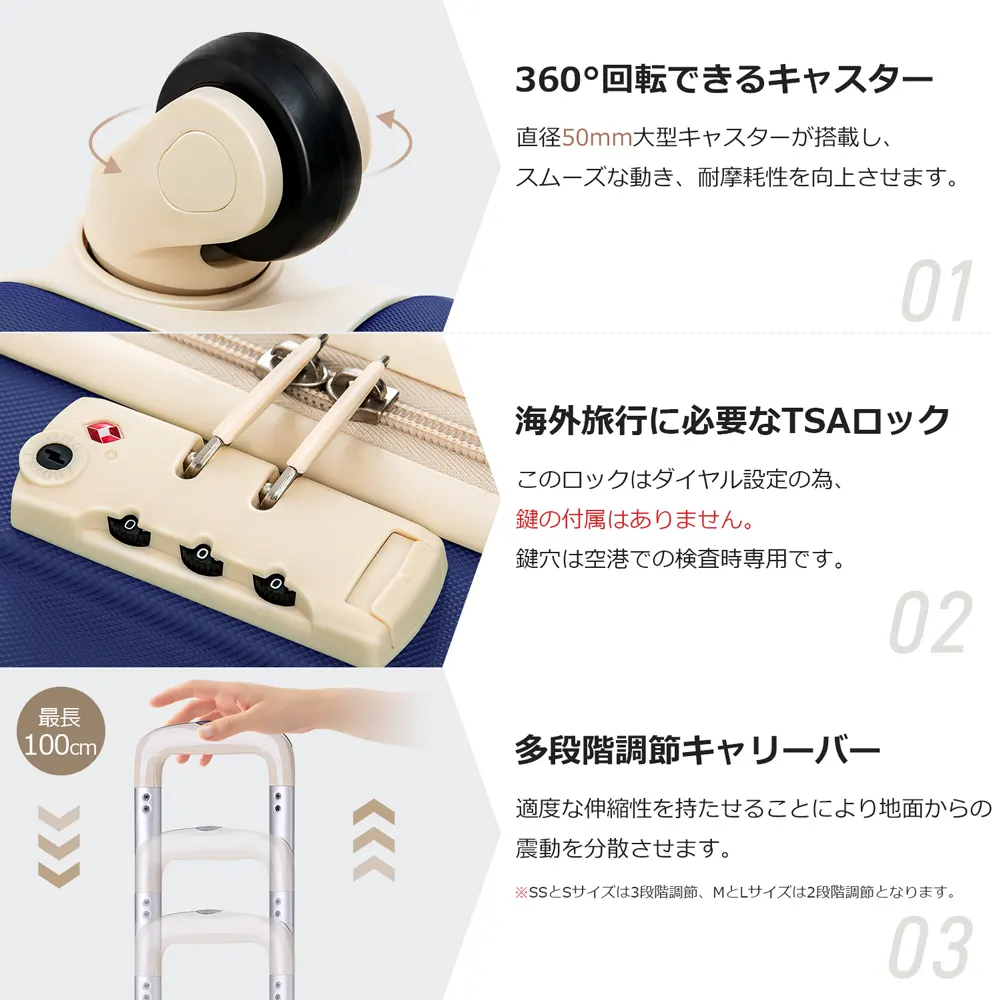 360°回転できるキャスター
直径50mm大型キャスターが搭載し、
スムーズな動き、耐摩耗性を向上させます。
01
海外旅行に必要なTSAロック
このロックはダイヤル設定の為、
鍵の付属はありません。
鍵穴は空港での検査時専用です。
0
0
0
02
最長
100cm
多段階調節キャリーバー
適度な伸縮性を持たせることにより地面からの
震動を分散させます。
※SSとSサイズは3段階調節、MとLサイズは2段階調節となります。
03